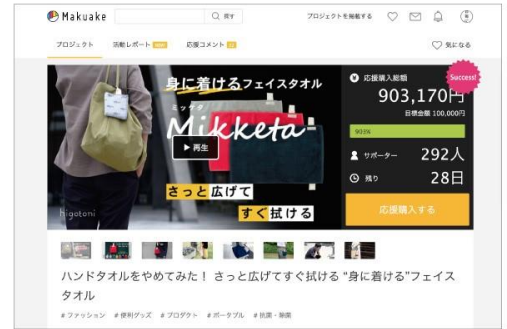 Makuake
探す
プロジェクトを掲載する
プロジェクト
活動レポート
応援コメント
気になる
身に着けるフェイスタオル
ミッケタ
Mikketa
再生
さっと広げて
すぐ拭ける
higotoni
応援購入総額
Success!
903,170円
目標金額 100,000円
903%
サポーター 292人
残り 28日
応援購入する
ハンドタオルをやめてみた！ さっと広げてすぐ拭ける “身に着ける”フェイス
タオル
#ファッション #便利グッズ #プロダクト #ポータブル #抗菌・除菌